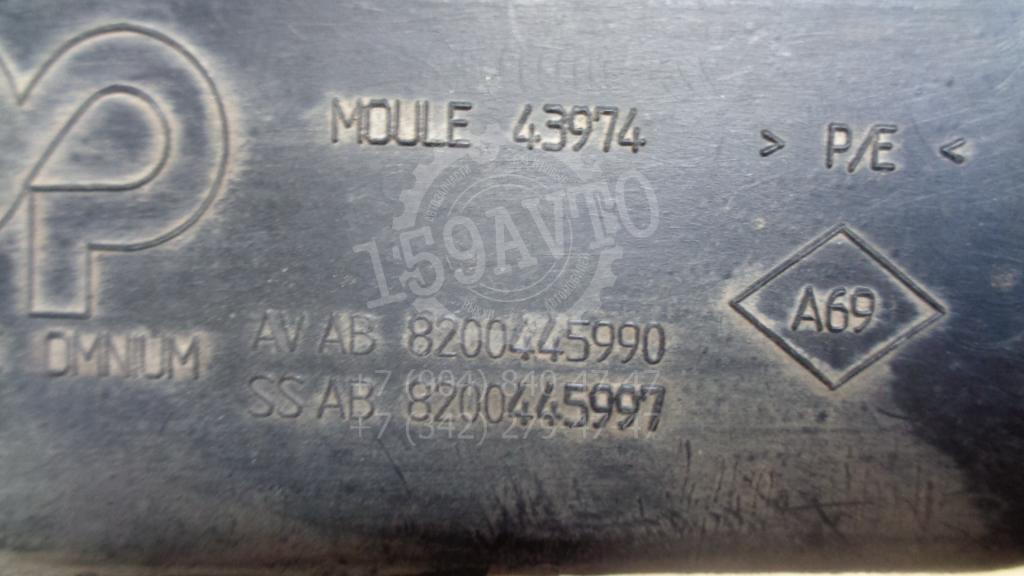 MOULE 43974
> P/E <
159AVTO
A69
OMNIUM
AV AB 8200445990
SS AB 8200445997